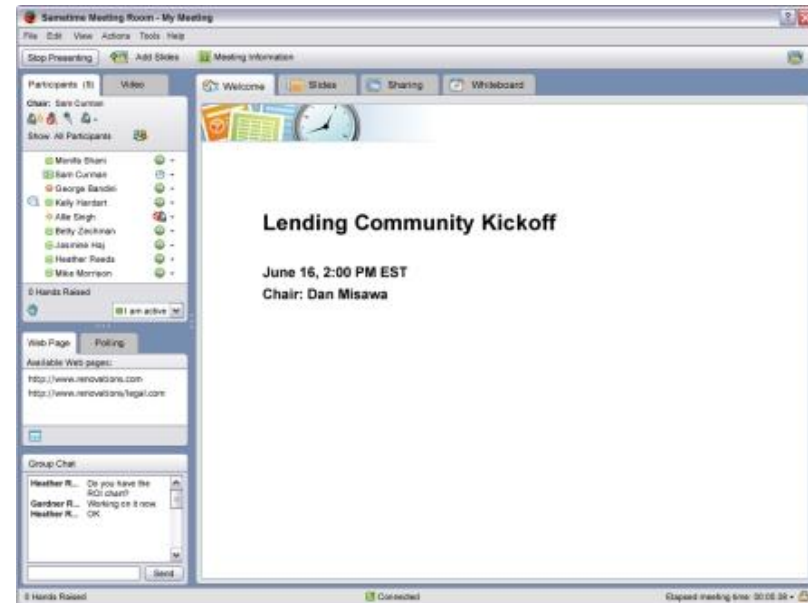 Sametime Meeting Room - My Meeting
File Edit View Actions Tools Help
Stop Presenting Add Slides Meeting Information
Participants Video
Welcome Slides Sharing Whiteboard
Chair: Sam Curman
Show: All Participants
Sam Curman
George Bandel
Kelly Hardart
Allie Singh
Betty Zechman
Jasmine Haj
Heather Reeds
Mike Morrison
0 Hands Raised
I am active
Lending Community Kickoff
June 16, 2:00 PM EST
Chair: Dan Misawa
Web Page Polling
Available Web pages:
http://www.renovations.com
http://www.renovations/legal.com
Group Chat
Heather R... Do you have the
ROI chart?
Gardner R... Working on it now.
Heather R... OK
Send
0 Hands Raised Connected Elapsed meeting time: